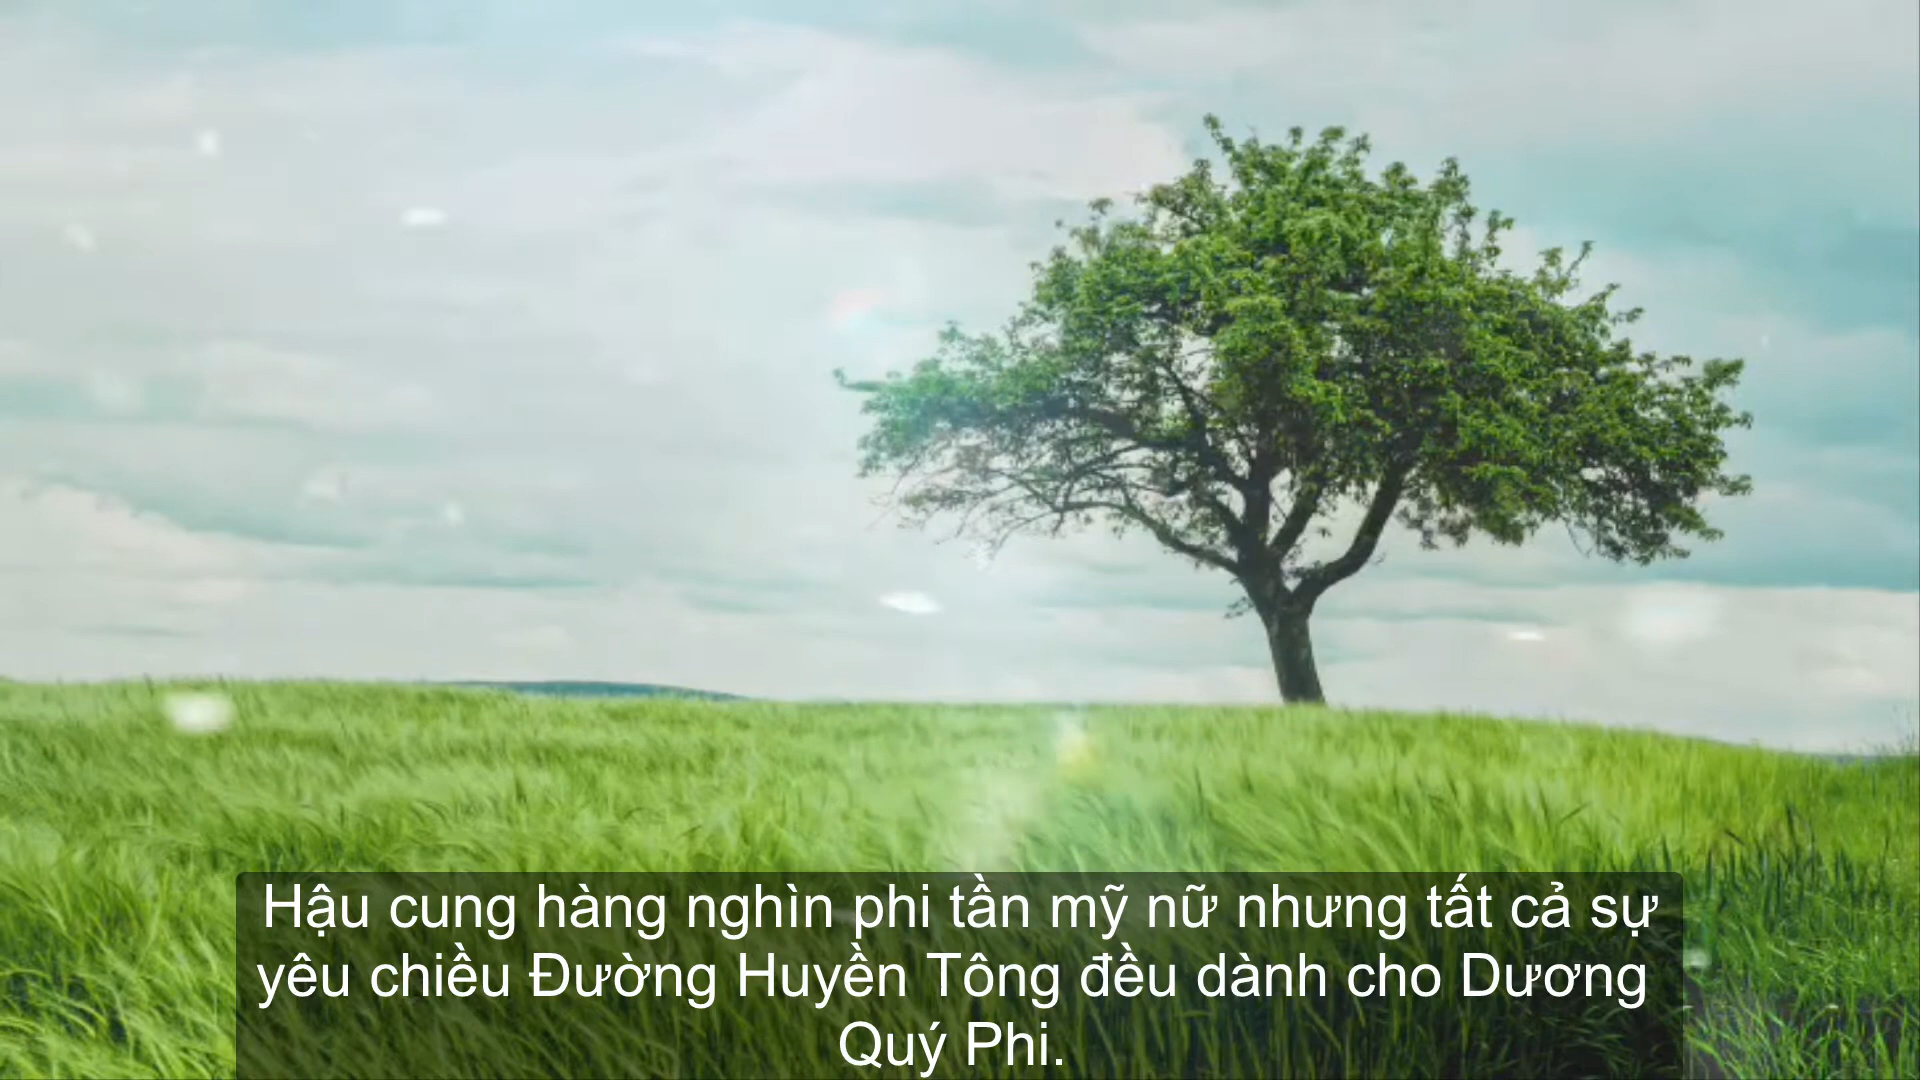 Hậu cung hàng nghìn phi tần mỹ nữ nhưng tất cả sự
yêu chiều Đường Huyền Tông đều dành cho Dương
Quý Phi.